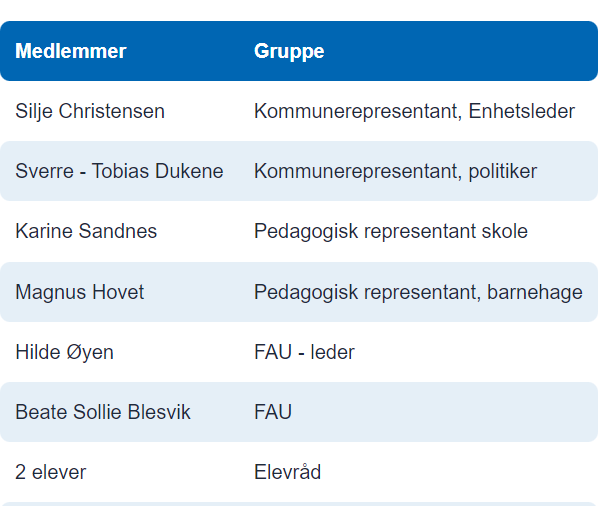 Medlemmer Gruppe
Silje Christensen Kommunerepresentant, Enhetsleder
Sverre - Tobias Dukene Kommunerepresentant, politiker
Karine Sandnes Pedagogisk representant skole
Magnus Hovet Pedagogisk representant, barnehage
Hilde Øyen FAU - leder
Beate Sollie Blesvik FAU
2 elever Elevråd